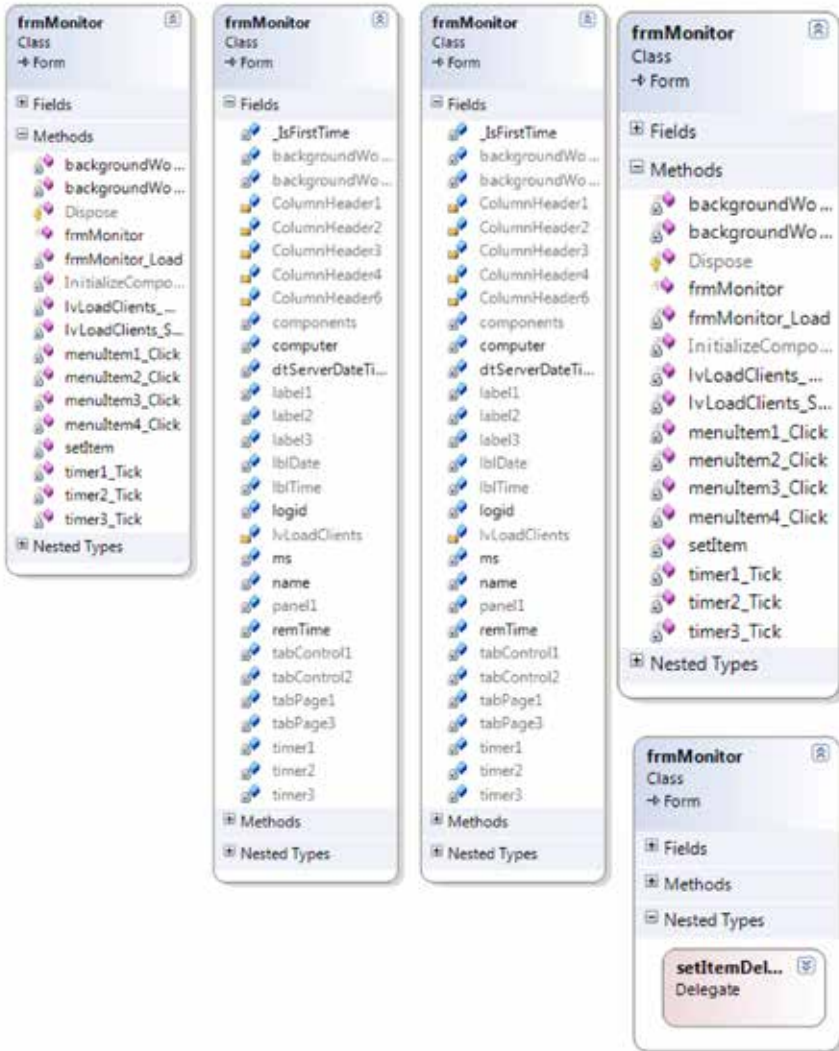 frmMonitor
Class
Form
Fields
Methods
backgroundWo...
backgroundWo...
Dispose
frmMonitor
frmMonitor_Load
InitializeCompo...
lvLoadClients_...
lvLoadClients_S...
menuItem1_Click
menuItem2_Click
menuItem3_Click
menuItem4_Click
setItem
timer1_Tick
timer2_Tick
timer3_Tick
Nested Types
frmMonitor
Class
Form
Fields
_IsFirstTime
backgroundWo...
backgroundWo...
ColumnHeader1
ColumnHeader2
ColumnHeader3
ColumnHeader4
ColumnHeader6
components
computer
dtServerDateTi...
label1
label2
label3
lblDate
lblTime
logid
lvLoadClients
ms
name
panel1
remTime
tabControl1
tabControl2
tabPage1
tabPage3
timer1
timer2
timer3
Methods
Nested Types
frmMonitor
Class
Form
Fields
_IsFirstTime
backgroundWo...
backgroundWo...
ColumnHeader1
ColumnHeader2
ColumnHeader3
ColumnHeader4
ColumnHeader6
components
computer
dtServerDateTi...
label1
label2
label3
lblDate
lblTime
logid
lvLoadClients
ms
name
panel1
remTime
tabControl1
tabControl2
tabPage1
tabPage3
timer1
timer2
timer3
Methods
Nested Types
frmMonitor
Class
Form
Fields
Methods
backgroundWo...
backgroundWo...
Dispose
frmMonitor
frmMonitor_Load
InitializeCompo...
lvLoadClients_...
lvLoadClients_S...
menuItem1_Click
menuItem2_Click
menuItem3_Click
menuItem4_Click
setItem
timer1_Tick
timer2_Tick
timer3_Tick
Nested Types
frmMonitor
Class
Form
Fields
Methods
Nested Types
setItemDel...
Delegate